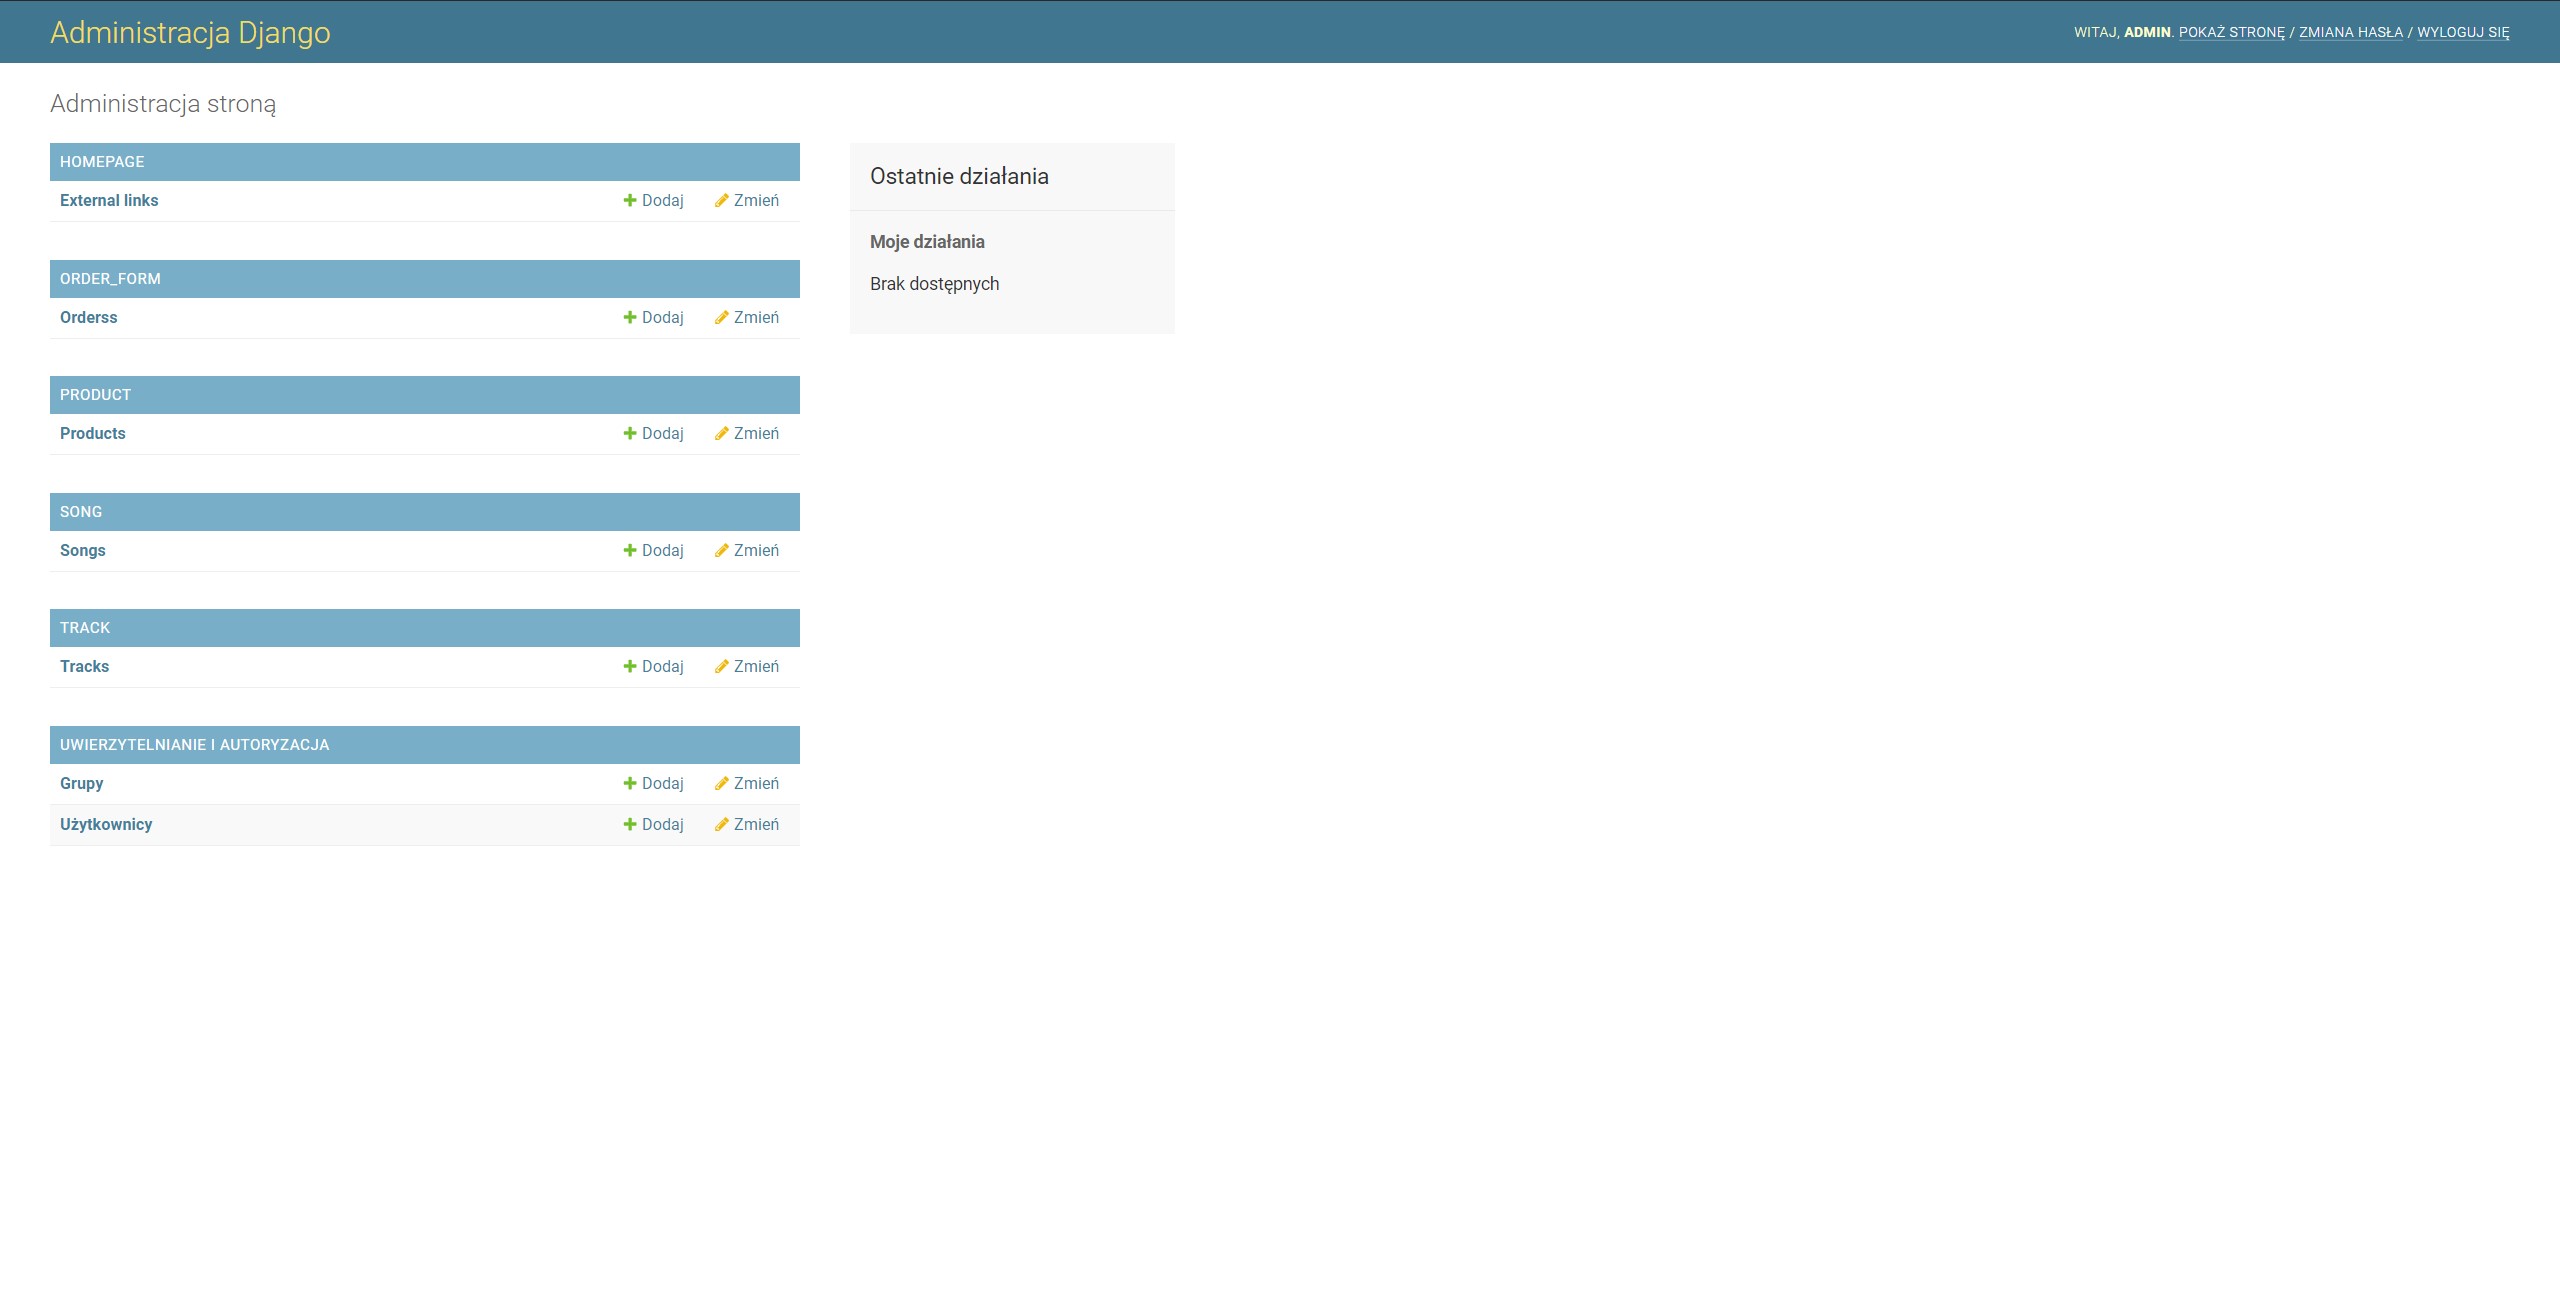 Administracja Django
WITAJ, ADMIN. POKAŻ STRONĘ / ZMIANA HASŁA / WYLOGUJ SIĘ
Administracja stroną
HOMEPAGE
External links Dodaj Zmień
ORDER_FORM
Orderss Dodaj Zmień
PRODUCT
Products Dodaj Zmień
SONG
Songs Dodaj Zmień
TRACK
Tracks Dodaj Zmień
UWIERZYTELNIANIE I AUTORYZACJA
Grupy Dodaj Zmień
Użytkownicy Dodaj Zmień
Ostatnie działania
Moje działania
Brak dostępnych